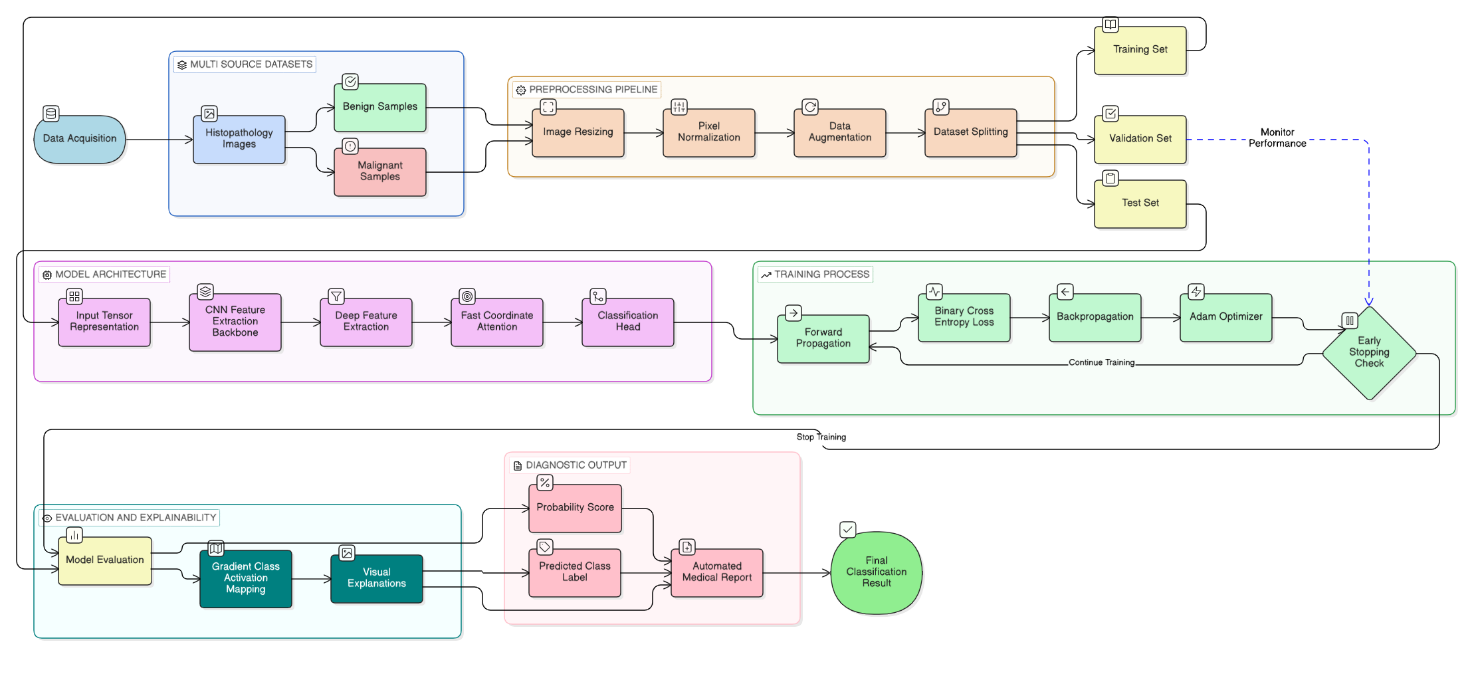 Training Set
MULTI SOURCE DATASETS
PREPROCESSING PIPELINE
Data Acquisition
Histopathology
Images
Benign Samples
Malignant
Samples
Image Resizing
Pixel
Normalization
Data
Augmentation
Dataset Splitting
Validation Set
Monitor
Performance
Test Set
MODEL ARCHITECTURE
Input Tensor
Representation
CNN Feature
Extraction
Backbone
Deep Feature
Extraction
Fast Coordinate
Attention
Classification
Head
TRAINING PROCESS
Forward
Propagation
Binary Cross
Entropy Loss
Backpropagation
Adam Optimizer
Early
Stopping
Check
Continue Training
Stop Training
EVALUATION AND EXPLAINABILITY
Model Evaluation
Gradient Class
Activation
Mapping
Visual
Explanations
DIAGNOSTIC OUTPUT
Probability Score
Predicted Class
Label
Automated
Medical Report
Final
Classification
Result